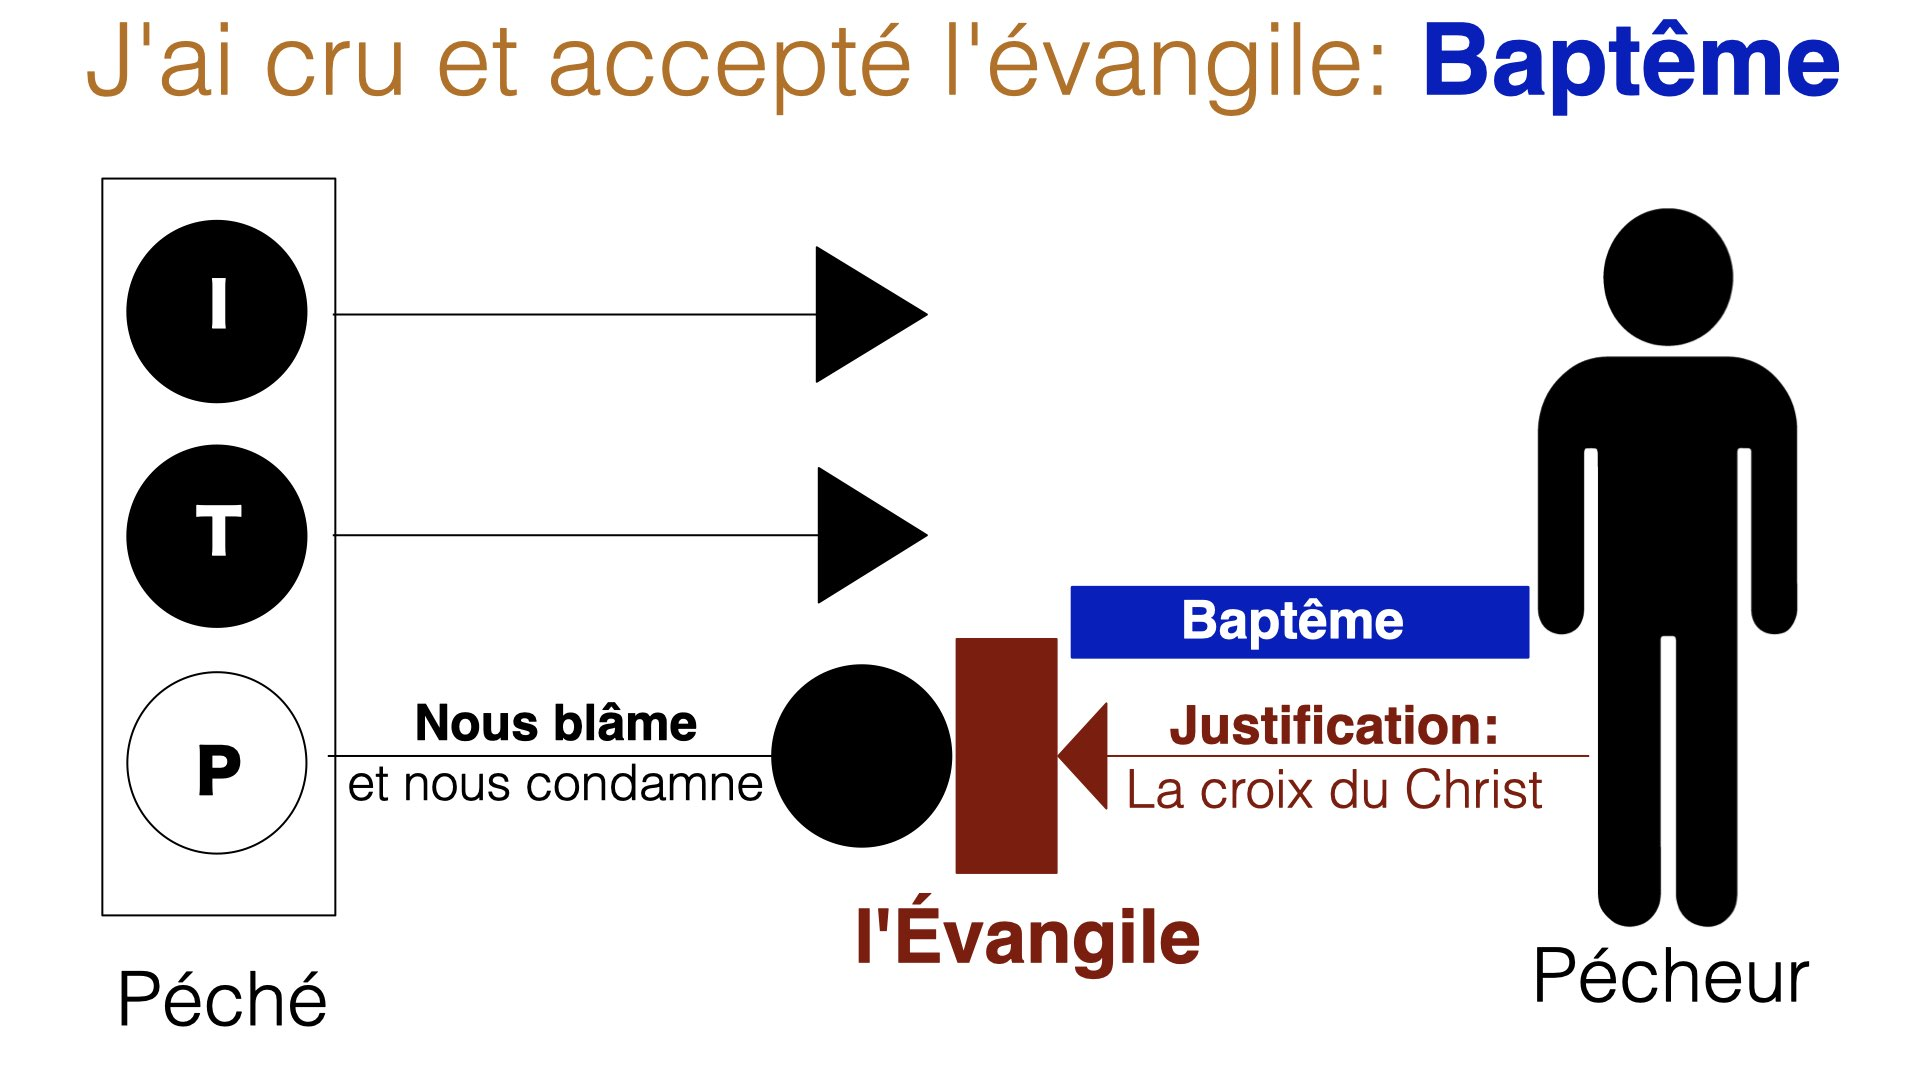 J'ai cru et accepté l'évangile: Baptême
I
T
Baptême
P
Nous blâme
et nous condamne
Justification:
La croix du Christ
l'Évangile
Péché
Pécheur